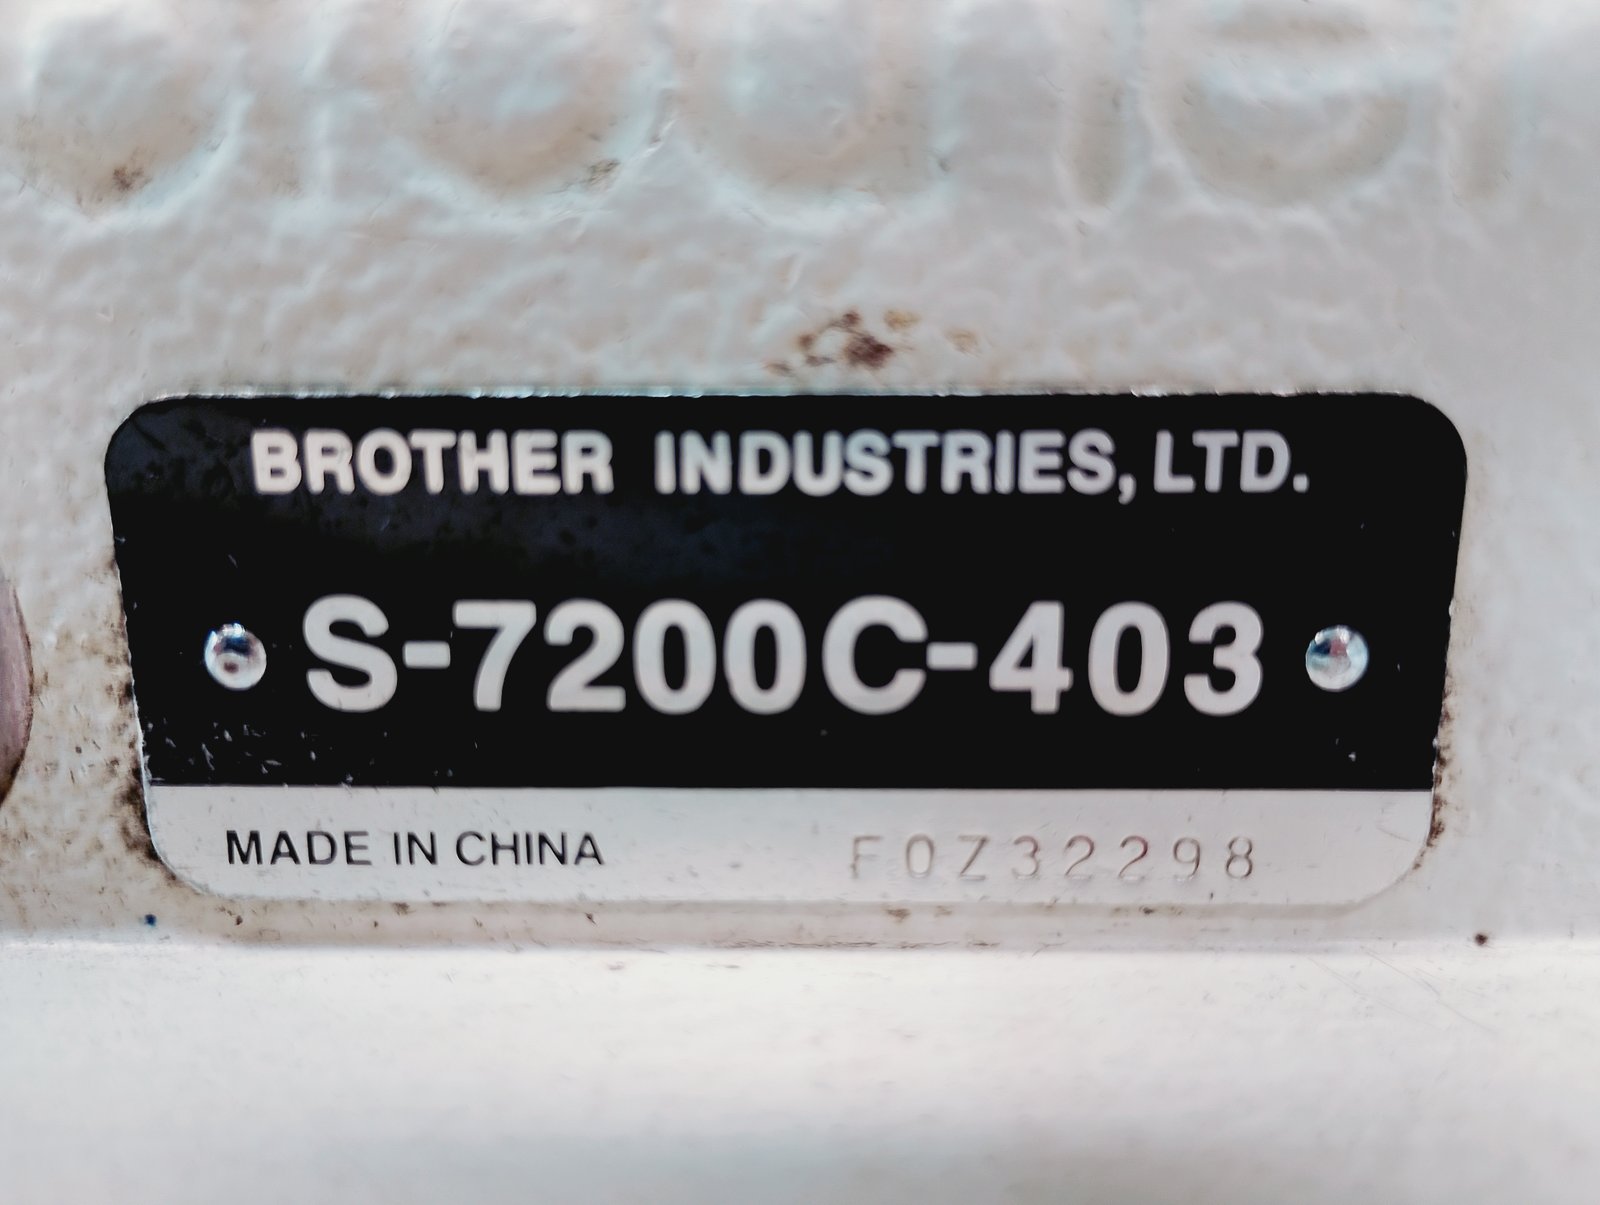 BROTHER INDUSTRIES, LTD.
S-7200C-403
MADE IN CHINA F0Z32298